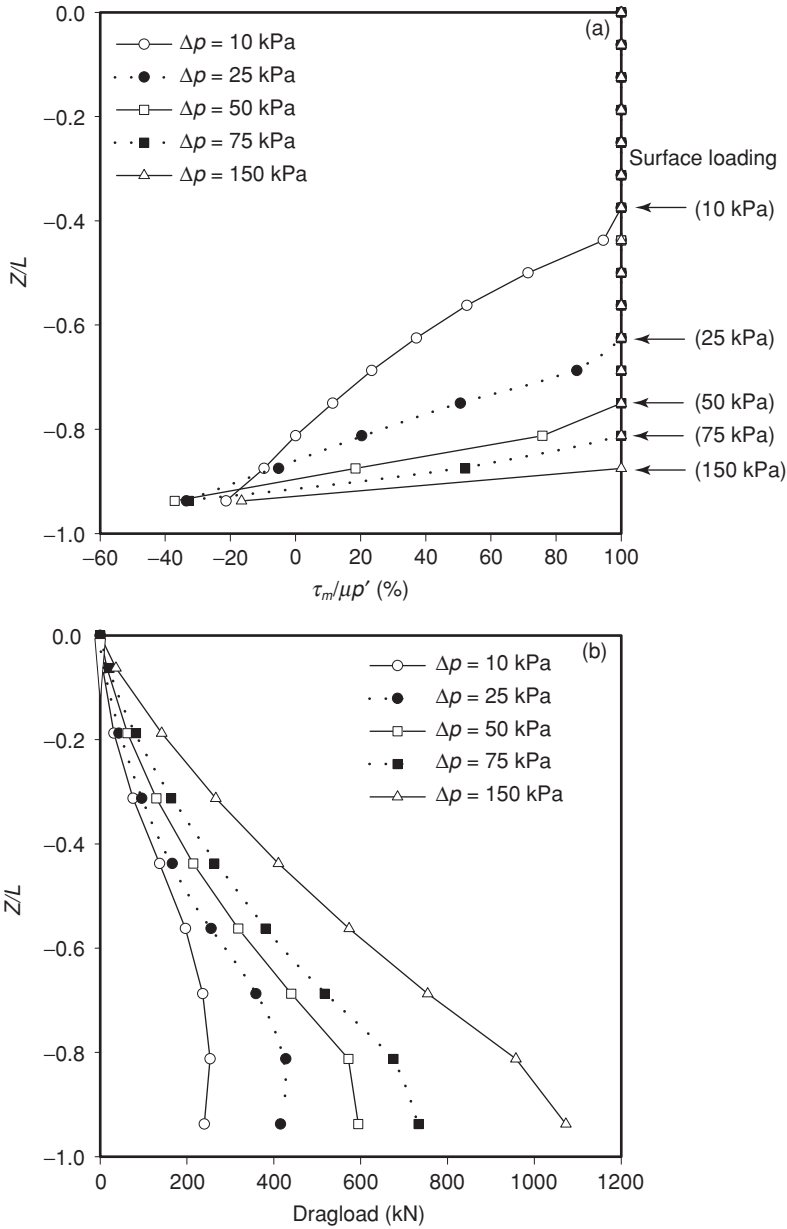 (a)
Δp = 10 kPa
Δp = 25 kPa
Δp = 50 kPa
Δp = 75 kPa
Δp = 150 kPa
0.0
−0.2
−0.4
−0.6
−0.8
−1.0
Z/L
Surface loading
(10 kPa)
(25 kPa)
(50 kPa)
(75 kPa)
(150 kPa)
−60 −40 −20 0 20 40 60 80 100
τm/μp′ (%)
(b)
Δp = 10 kPa
Δp = 25 kPa
Δp = 50 kPa
Δp = 75 kPa
Δp = 150 kPa
0.0
−0.2
−0.4
−0.6
−0.8
−1.0
Z/L
0 200 400 600 800 1000 1200
Dragload (kN)